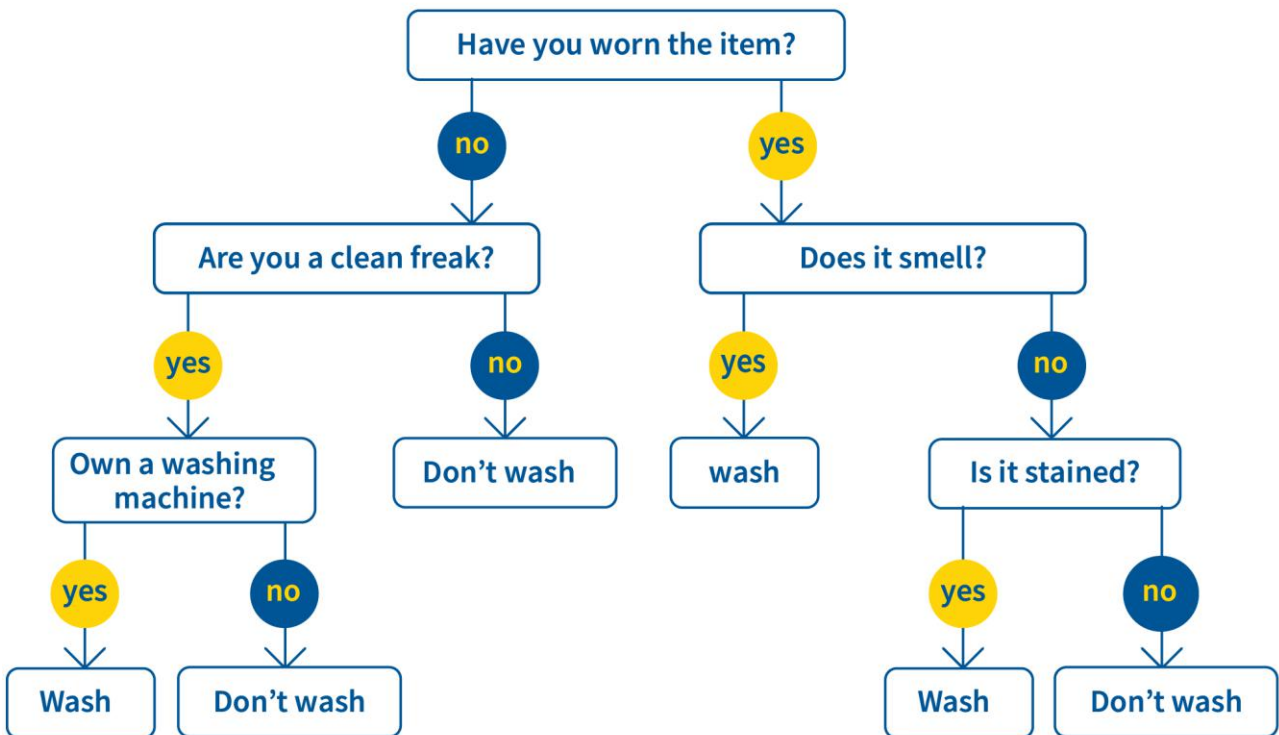 Have you worn the item?
no
yes
Are you a clean freak?
Does it smell?
yes
no
yes
no
Own a washing
machine?
Don’t wash
wash
Is it stained?
yes
no
yes
no
Wash
Don’t wash
Wash
Don’t wash